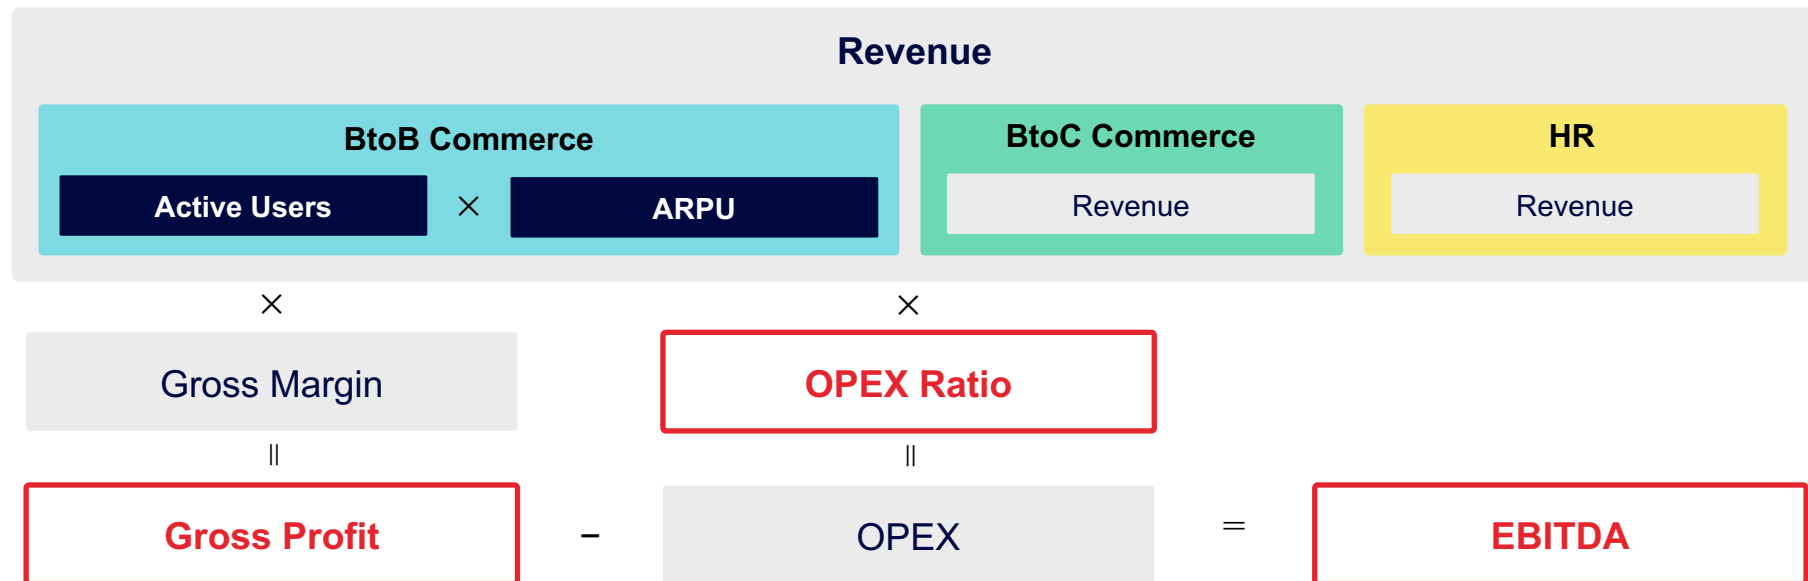 Revenue
BtoB Commerce
BtoC Commerce
HR
Active Users × ARPU
Revenue
Revenue
× ×
Gross Margin
OPEX Ratio
= =
Gross Profit - OPEX = EBITDA